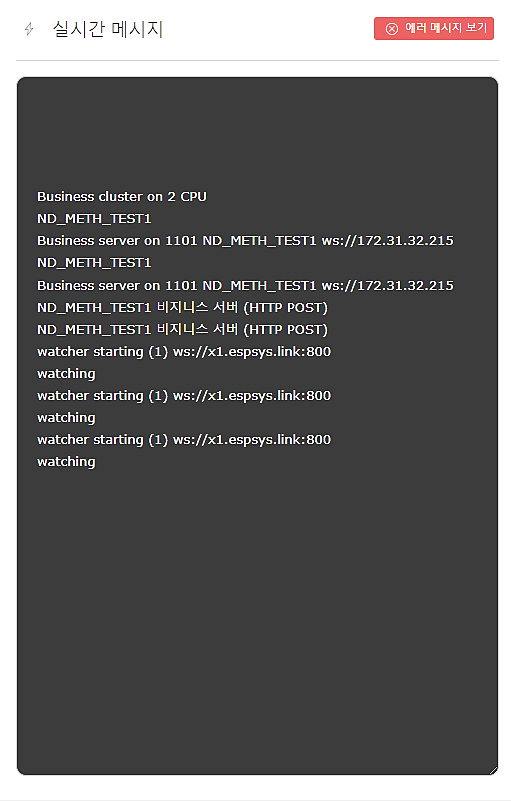 실시간 메시지
에러 메시지 보기
Business cluster on 2 CPU
ND_METH_TEST1
Business server on 1101 ND_METH_TEST1 ws://172.31.32.215
ND_METH_TEST1
Business server on 1101 ND_METH_TEST1 ws://172.31.32.215
ND_METH_TEST1 비지니스 서버 (HTTP POST)
ND_METH_TEST1 비지니스 서버 (HTTP POST)
watcher starting (1) ws://x1.espsys.link:800
watching
watcher starting (1) ws://x1.espsys.link:800
watching
watcher starting (1) ws://x1.espsys.link:800
watching